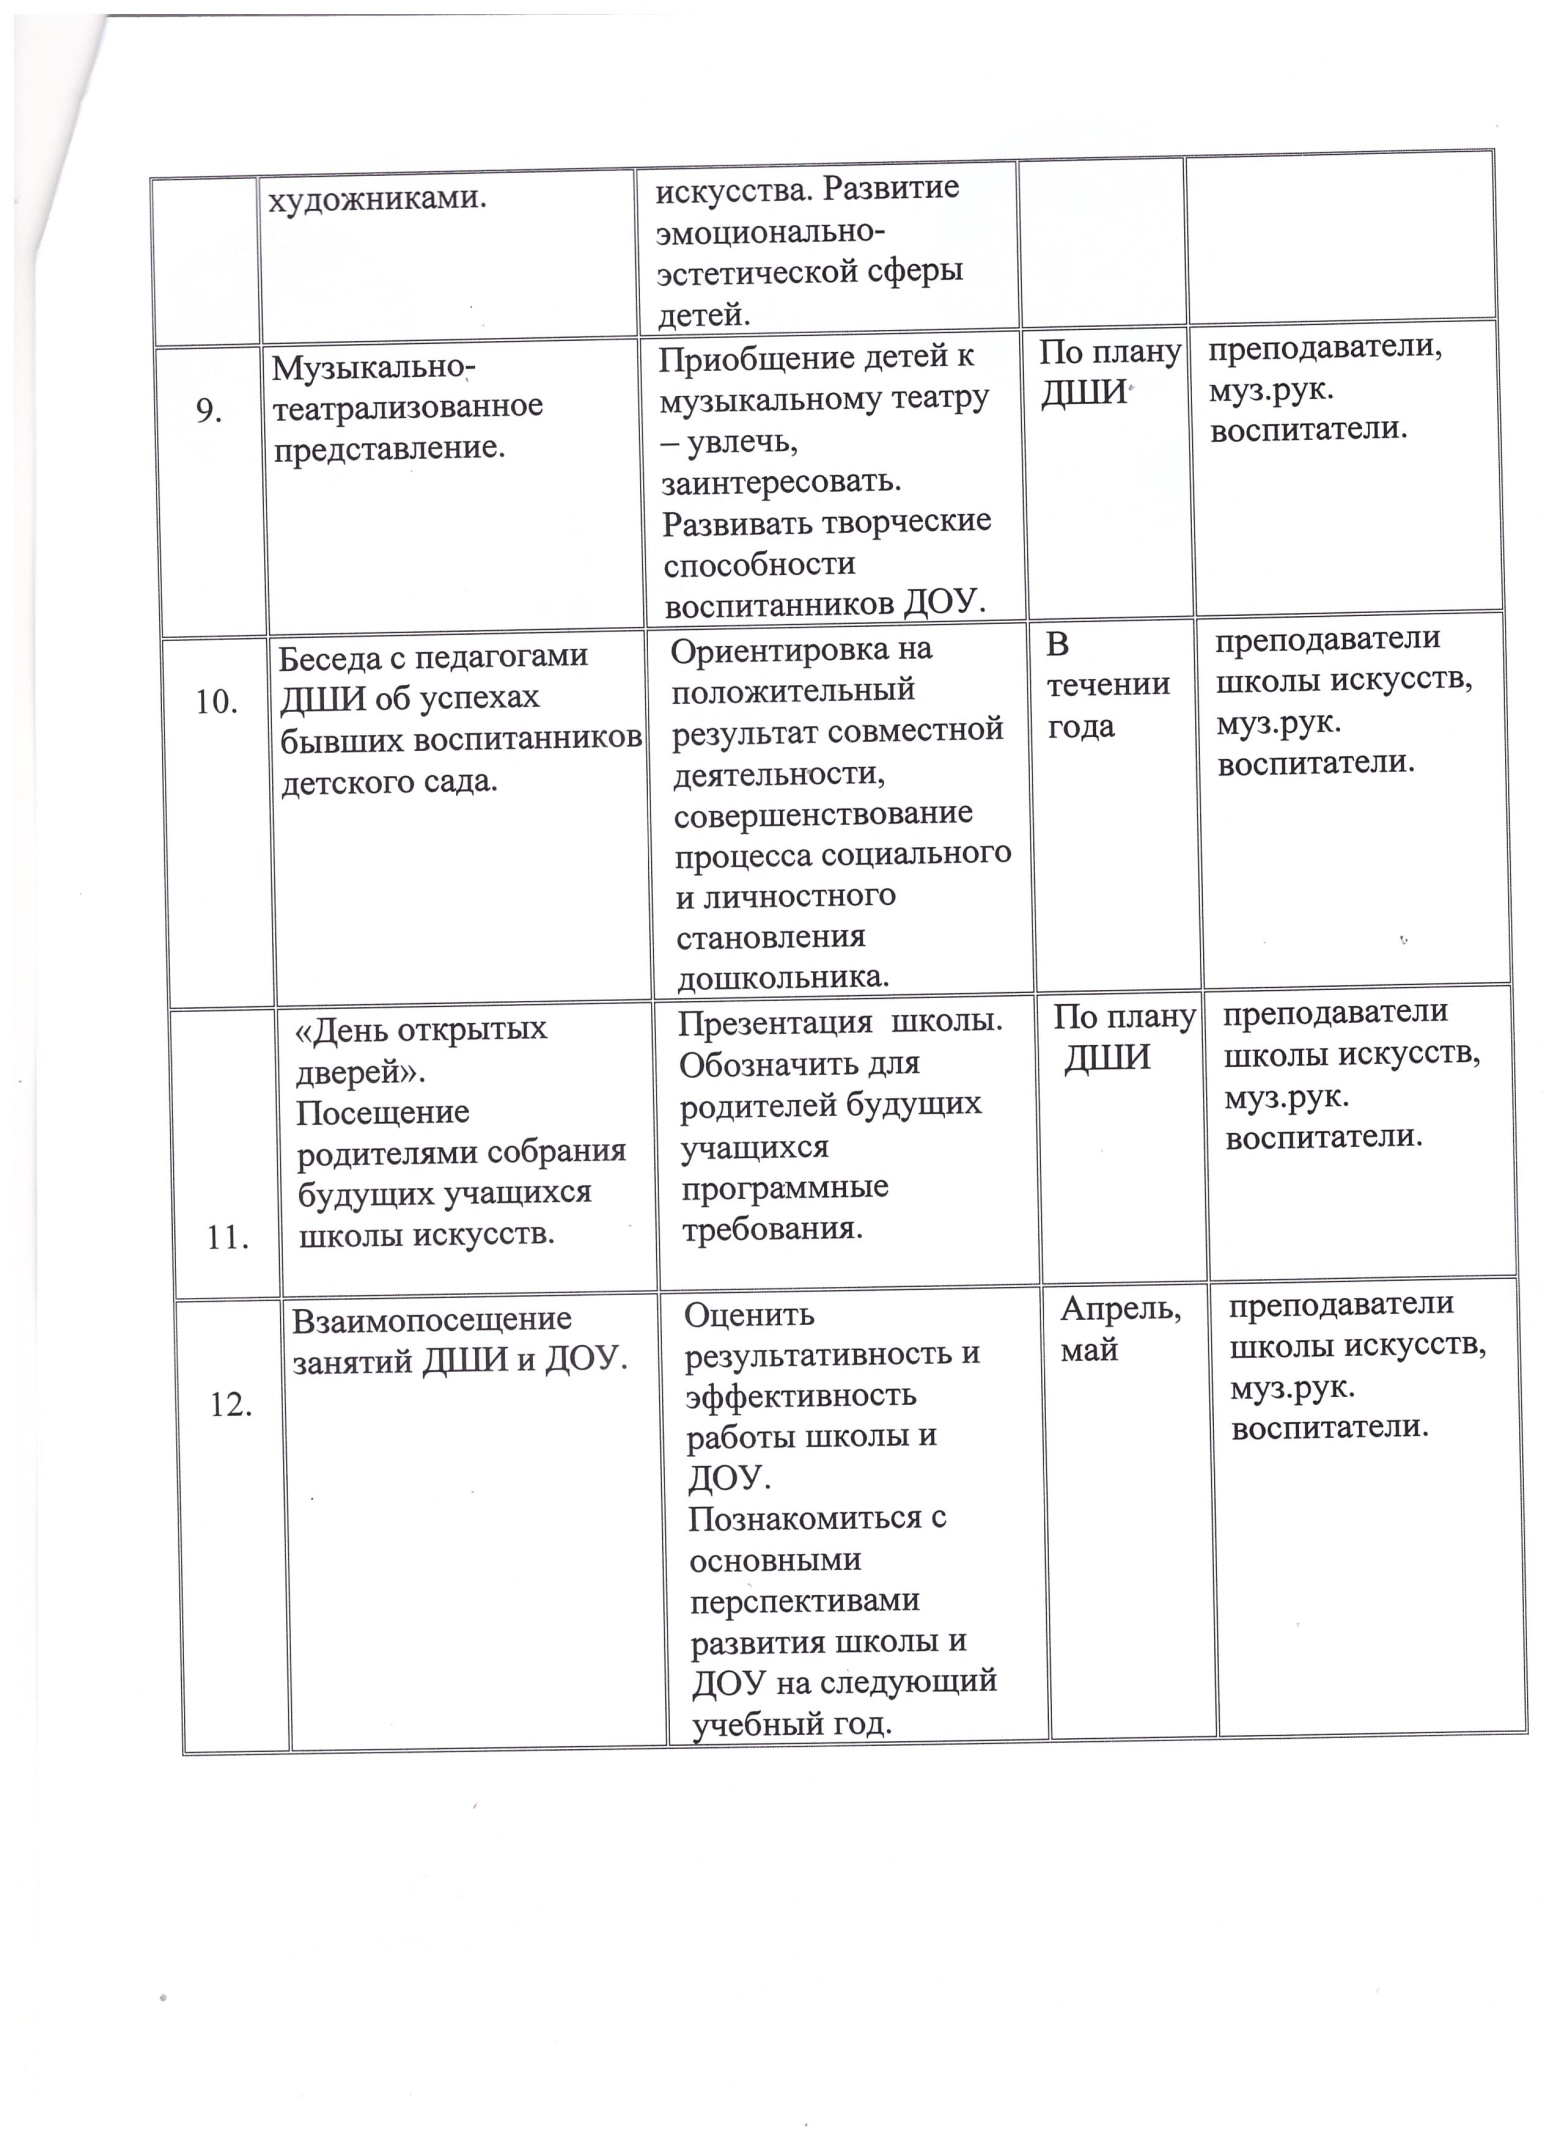 художниками.
искусства. Развитие
эмоционально-
эстетической сферы
детей.
9.
Музыкально-
театрализованное
представление.
Приобщение детей к
музыкальному театру
– увлечь,
заинтересовать.
Развивать творческие
способности
воспитанников ДОУ.
По плану
ДШИ
преподаватели,
муз.рук.
воспитатели.
10.
Беседа с педагогами
ДШИ об успехах
бывших воспитанников
детского сада.
Ориентировка на
положительный
результат совместной
деятельности,
совершенствование
процесса социального
и личностного
становления
дошкольника.
В
течении
года
преподаватели
школы искусств,
муз.рук.
воспитатели.
11.
«День открытых
дверей».
Посещение
родителями собрания
будущих учащихся
школы искусств.
Презентация школы.
Обозначить для
родителей будущих
учащихся
программные
требования.
По плану
ДШИ
преподаватели
школы искусств,
муз.рук.
воспитатели.
12.
Взаимопосещение
занятий ДШИ и ДОУ.
Оценить
результативность и
эффективность
работы школы и
ДОУ.
Познакомиться с
основными
перспективами
развития школы и
ДОУ на следующий
учебный год.
Апрель,
май
преподаватели
школы искусств,
муз.рук.
воспитатели.